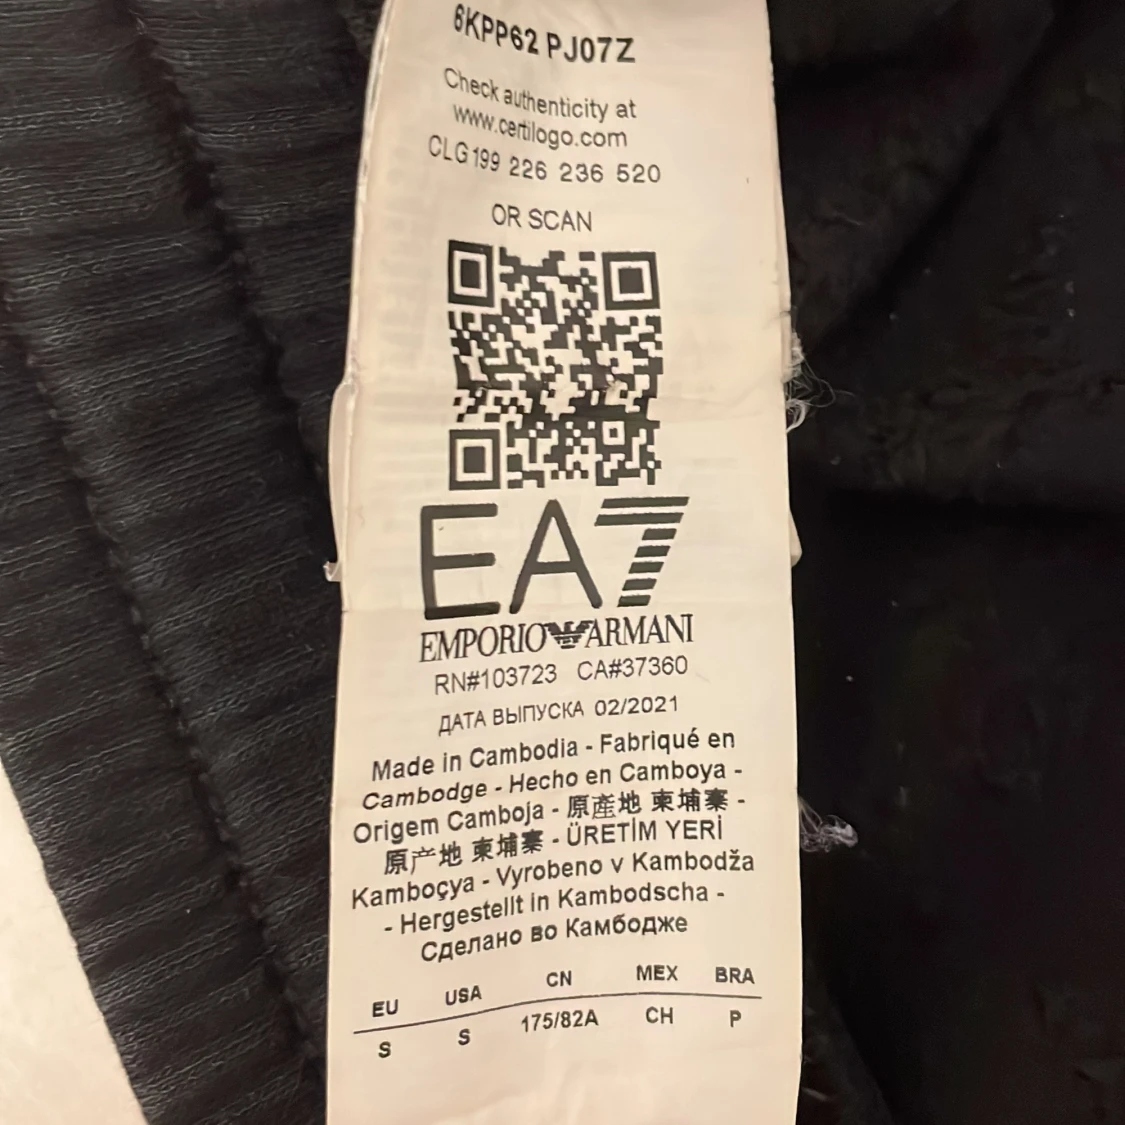 6KPP62 PJ07Z
Check authenticity at
www.certilogo.com
CLG 199 226 236 520
OR SCAN
EA7
EMPORIO ARMANI
RN#103723 CA#37360
ДАТА ВЫПУСКА 02/2021
Made in Cambodia - Fabriqué en
Cambodge - Hecho en Camboya -
Origem Camboja - 原產地 柬埔寨 -
原产地 柬埔寨 - ÜRETİM YERİ
Kamboçya - Vyrobeno v Kambodža
- Hergestellt in Kambodscha -
Сделано во Камбодже
EU USA CN MEX BRA
S S 175/82A CH P